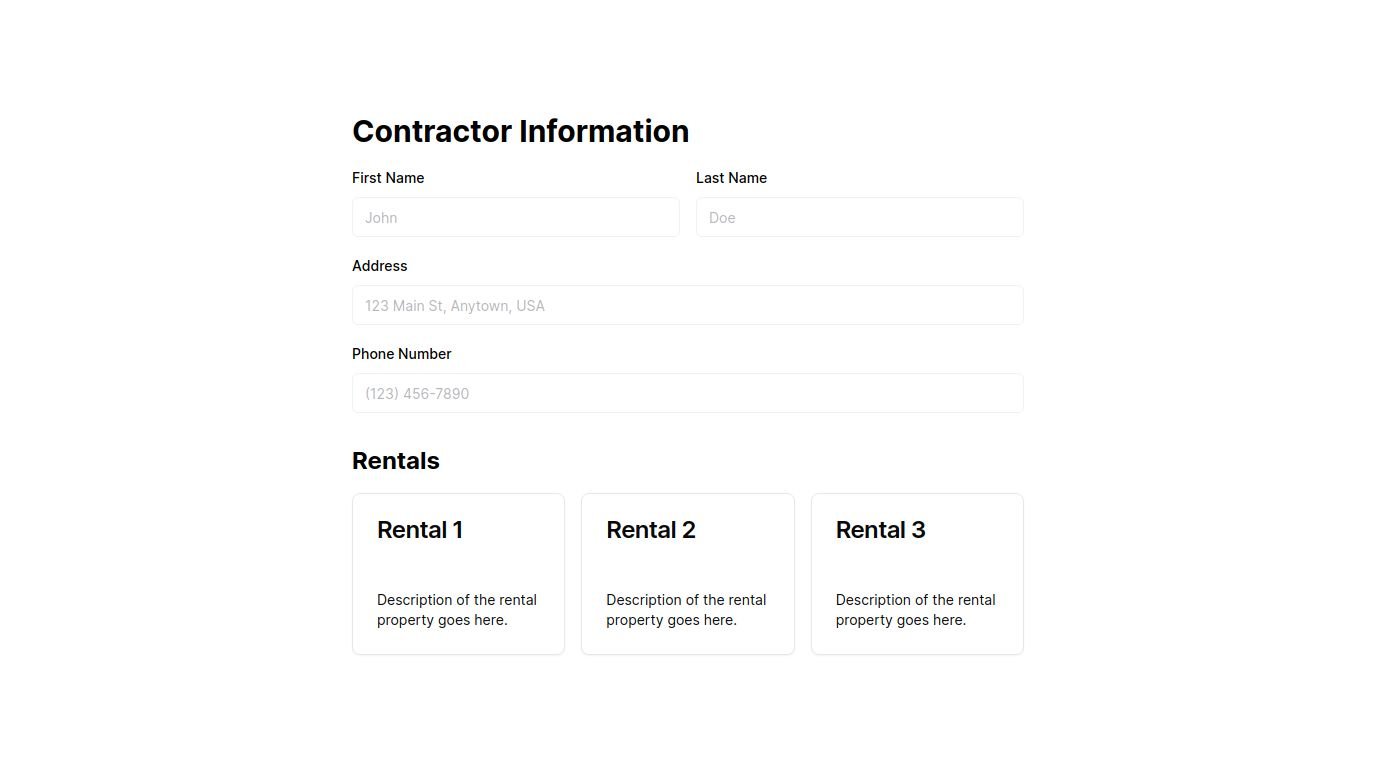 Contractor Information
First Name
Last Name
John
Doe
Address
123 Main St, Anytown, USA
Phone Number
(123) 456-7890
Rentals
Rental 1
Description of the rental
property goes here.
Rental 2
Description of the rental
property goes here.
Rental 3
Description of the rental
property goes here.